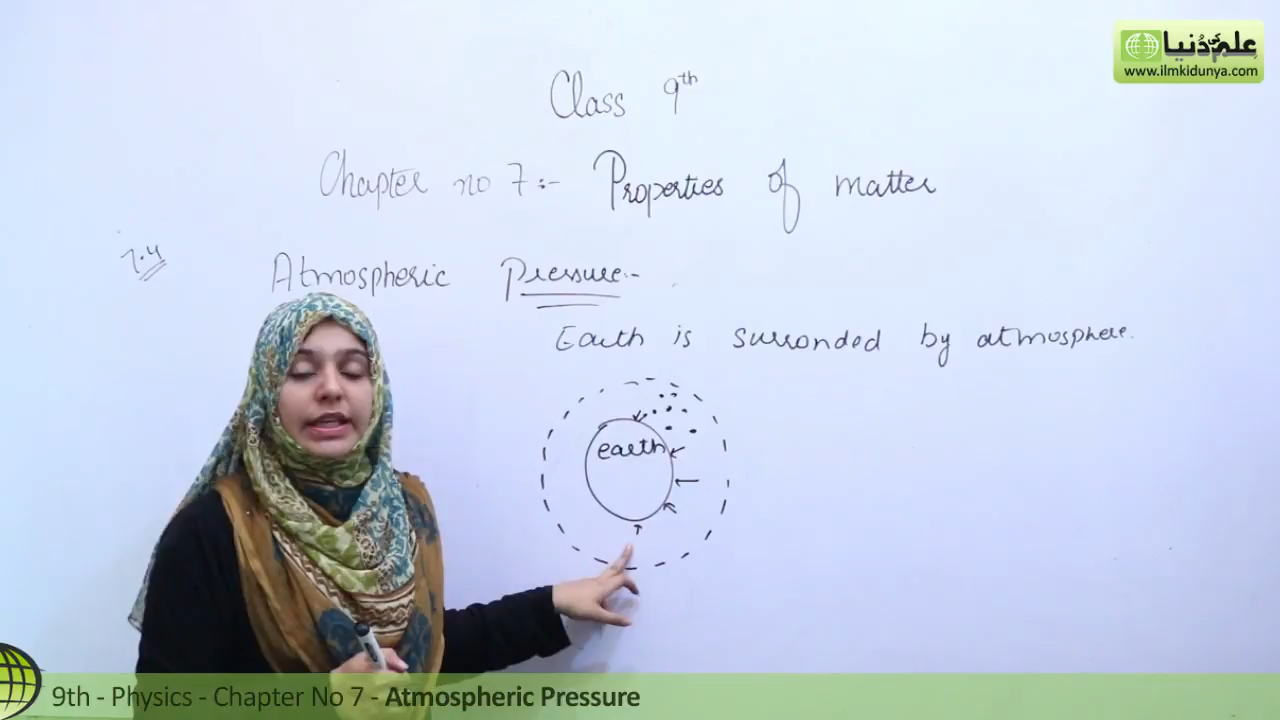 علم کی دُنیا
www.ilmkidunya.com
Class 9th
Chapter no 7:- Properties of matter
7.4
Atmospheric Pressure:-
Earth is surronded by atmosphere.
earth
9th - Physics - Chapter No 7 - Atmospheric Pressure